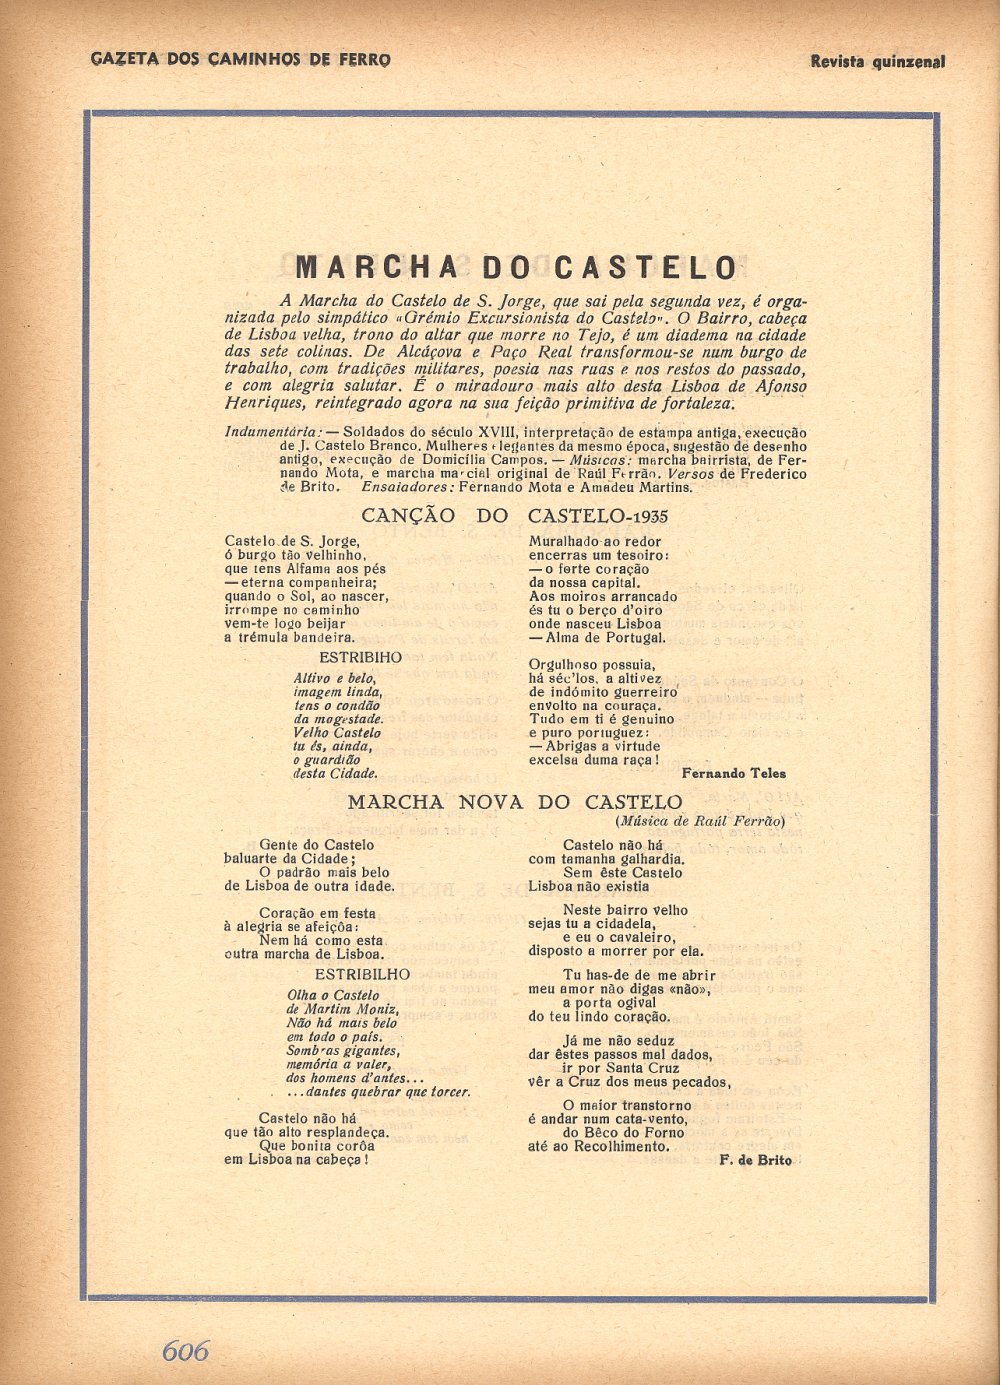 GAZETA DOS CAMINHOS DE FERRO
Revista quinzenal
MARCHA DO CASTELO
A Marcha do Castelo de S. Jorge, que sai pela segunda vez, é orga-
nizada pelo simpático «Grémio Excursionista do Castelo». O Bairro, cabeça
de Lisboa velha, trono do altar que morre no Tejo, é um diadema na cidade
das sete colinas. De Alcáçova e Paço Real transformou-se num burgo de
trabalho, com tradições militares, poesia nas ruas e nos restos do passado,
e com alegria salutar. É o miradouro mais alto desta Lisboa de Afonso
Henriques, reintegrado agora na sua feição primitiva de fortaleza.
Indumentária: — Soldados do século XVIII, interpretação de estampa antiga, execução
de J. Castelo Branco. Mulheres elegantes da mesmo época, sugestão de desenho
antigo, execução de Domicília Campos. — Músicas: marcha bairrista, de Fer-
nando Mota, e marcha marcial original de Raúl Ferrão. Versos de Frederico
de Brito. Ensaiadores: Fernando Mota e Amadeu Martins.
CANÇÃO DO CASTELO-1935
Castelo de S. Jorge,
ó burgo tão velhinho,
que tens Alfama aos pés
— eterna companheira;
quando o Sol, ao nascer,
irrompe no caminho
vem-te logo beijar
a trémula bandeira.
ESTRIBIHO
Altivo e belo,
imagem linda,
tens o condão
da magestade.
Velho Castelo
tu és, ainda,
o guardião
desta Cidade.
Muralhado ao redor
encerras um tesoiro:
— o forte coração
da nossa capital.
Aos moiros arrancado
és tu o berço d'oiro
onde nasceu Lisboa
— Alma de Portugal.
Orgulhoso possuia,
há séc'los, a altivez
de indómito guerreiro
envolto na couraça.
Tudo em ti é genuino
e puro portuguez:
— Abrigas a virtude
excelsa duma raça!
Fernando Teles
MARCHA NOVA DO CASTELO
(Música de Raúl Ferrão)
Gente do Castelo
baluarte da Cidade;
O padrão mais belo
de Lisboa de outra idade.
Coração em festa
à alegria se afeiçôa:
Nem há como esta
outra marcha de Lisboa.
ESTRIBILHO
Olha o Castelo
de Martim Moniz,
Não há mais belo
em todo o país.
Sombras gigantes,
memória a valer,
dos homens d'antes...
...dantes quebrar que torcer.
Castelo não há
que tão alto resplandeça.
Que bonita corôa
em Lisboa na cabeça!
Castelo não há
com tamanha galhardia.
Sem êste Castelo
Lisboa não existia
Neste bairro velho
sejas tu a cidadela,
e eu o cavaleiro,
disposto a morrer por ela.
Tu has-de de me abrir
meu amor não digas «não»,
a porta ogival
do teu lindo coração.
Já me não seduz
dar êstes passos mal dados,
ir por Santa Cruz
vêr a Cruz dos meus pecados,
O maior transtorno
é andar num cata-vento,
do Bêco do Forno
até ao Recolhimento.
F. de Brito
606